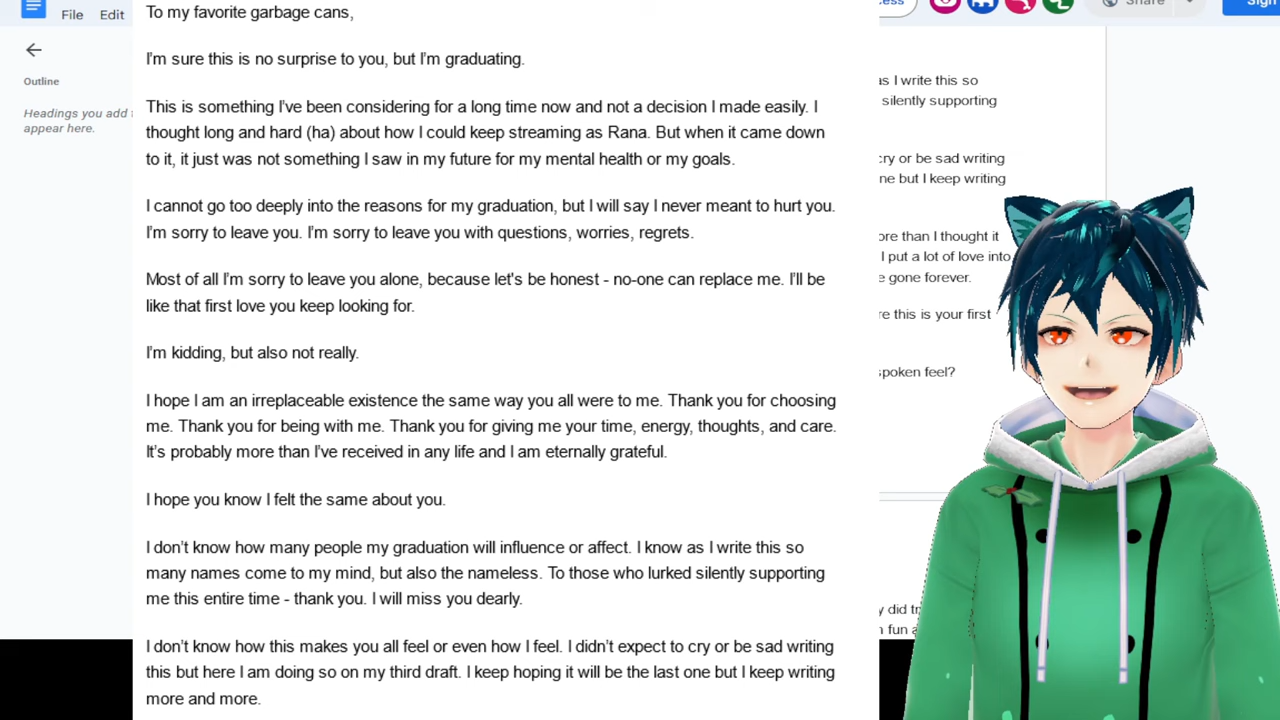 File Edit
Outline
Headings you add
appear here.
To my favorite garbage cans,
I'm sure this is no surprise to you, but I'm graduating.
This is something I've been considering for a long time now and not a decision I made easily. I
thought long and hard (ha) about how I could keep streaming as Rana. But when it came down
to it, it just was not something I saw in my future for my mental health or my goals.
I cannot go too deeply into the reasons for my graduation, but I will say I never meant to hurt you.
I'm sorry to leave you. I'm sorry to leave you with questions, worries, regrets.
Most of all I'm sorry to leave you alone, because let's be honest - no-one can replace me. I'll be
like that first love you keep looking for.
I'm kidding, but also not really.
I hope I am an irreplaceable existence the same way you all were to me. Thank you for choosing
me. Thank you for being with me. Thank you for giving me your time, energy, thoughts, and care.
It's probably more than I've received in any life and I am eternally grateful.
I hope you know I felt the same about you.
I don't know how many people my graduation will influence or affect. I know as I write this so
many names come to my mind, but also the nameless. To those who lurked silently supporting
me this entire time - thank you. I will miss you dearly.
I don't know how this makes you all feel or even how I feel. I didn't expect to cry or be sad writing
this but here I am doing so on my third draft. I keep hoping it will be the last one but I keep writing
more and more.
Share
Sign
as I write this so
silently supporting
cry or be sad writing
ne but I keep writing
ore than I thought it
I put a lot of love into
e gone forever.
re this is your first
spoken feel?